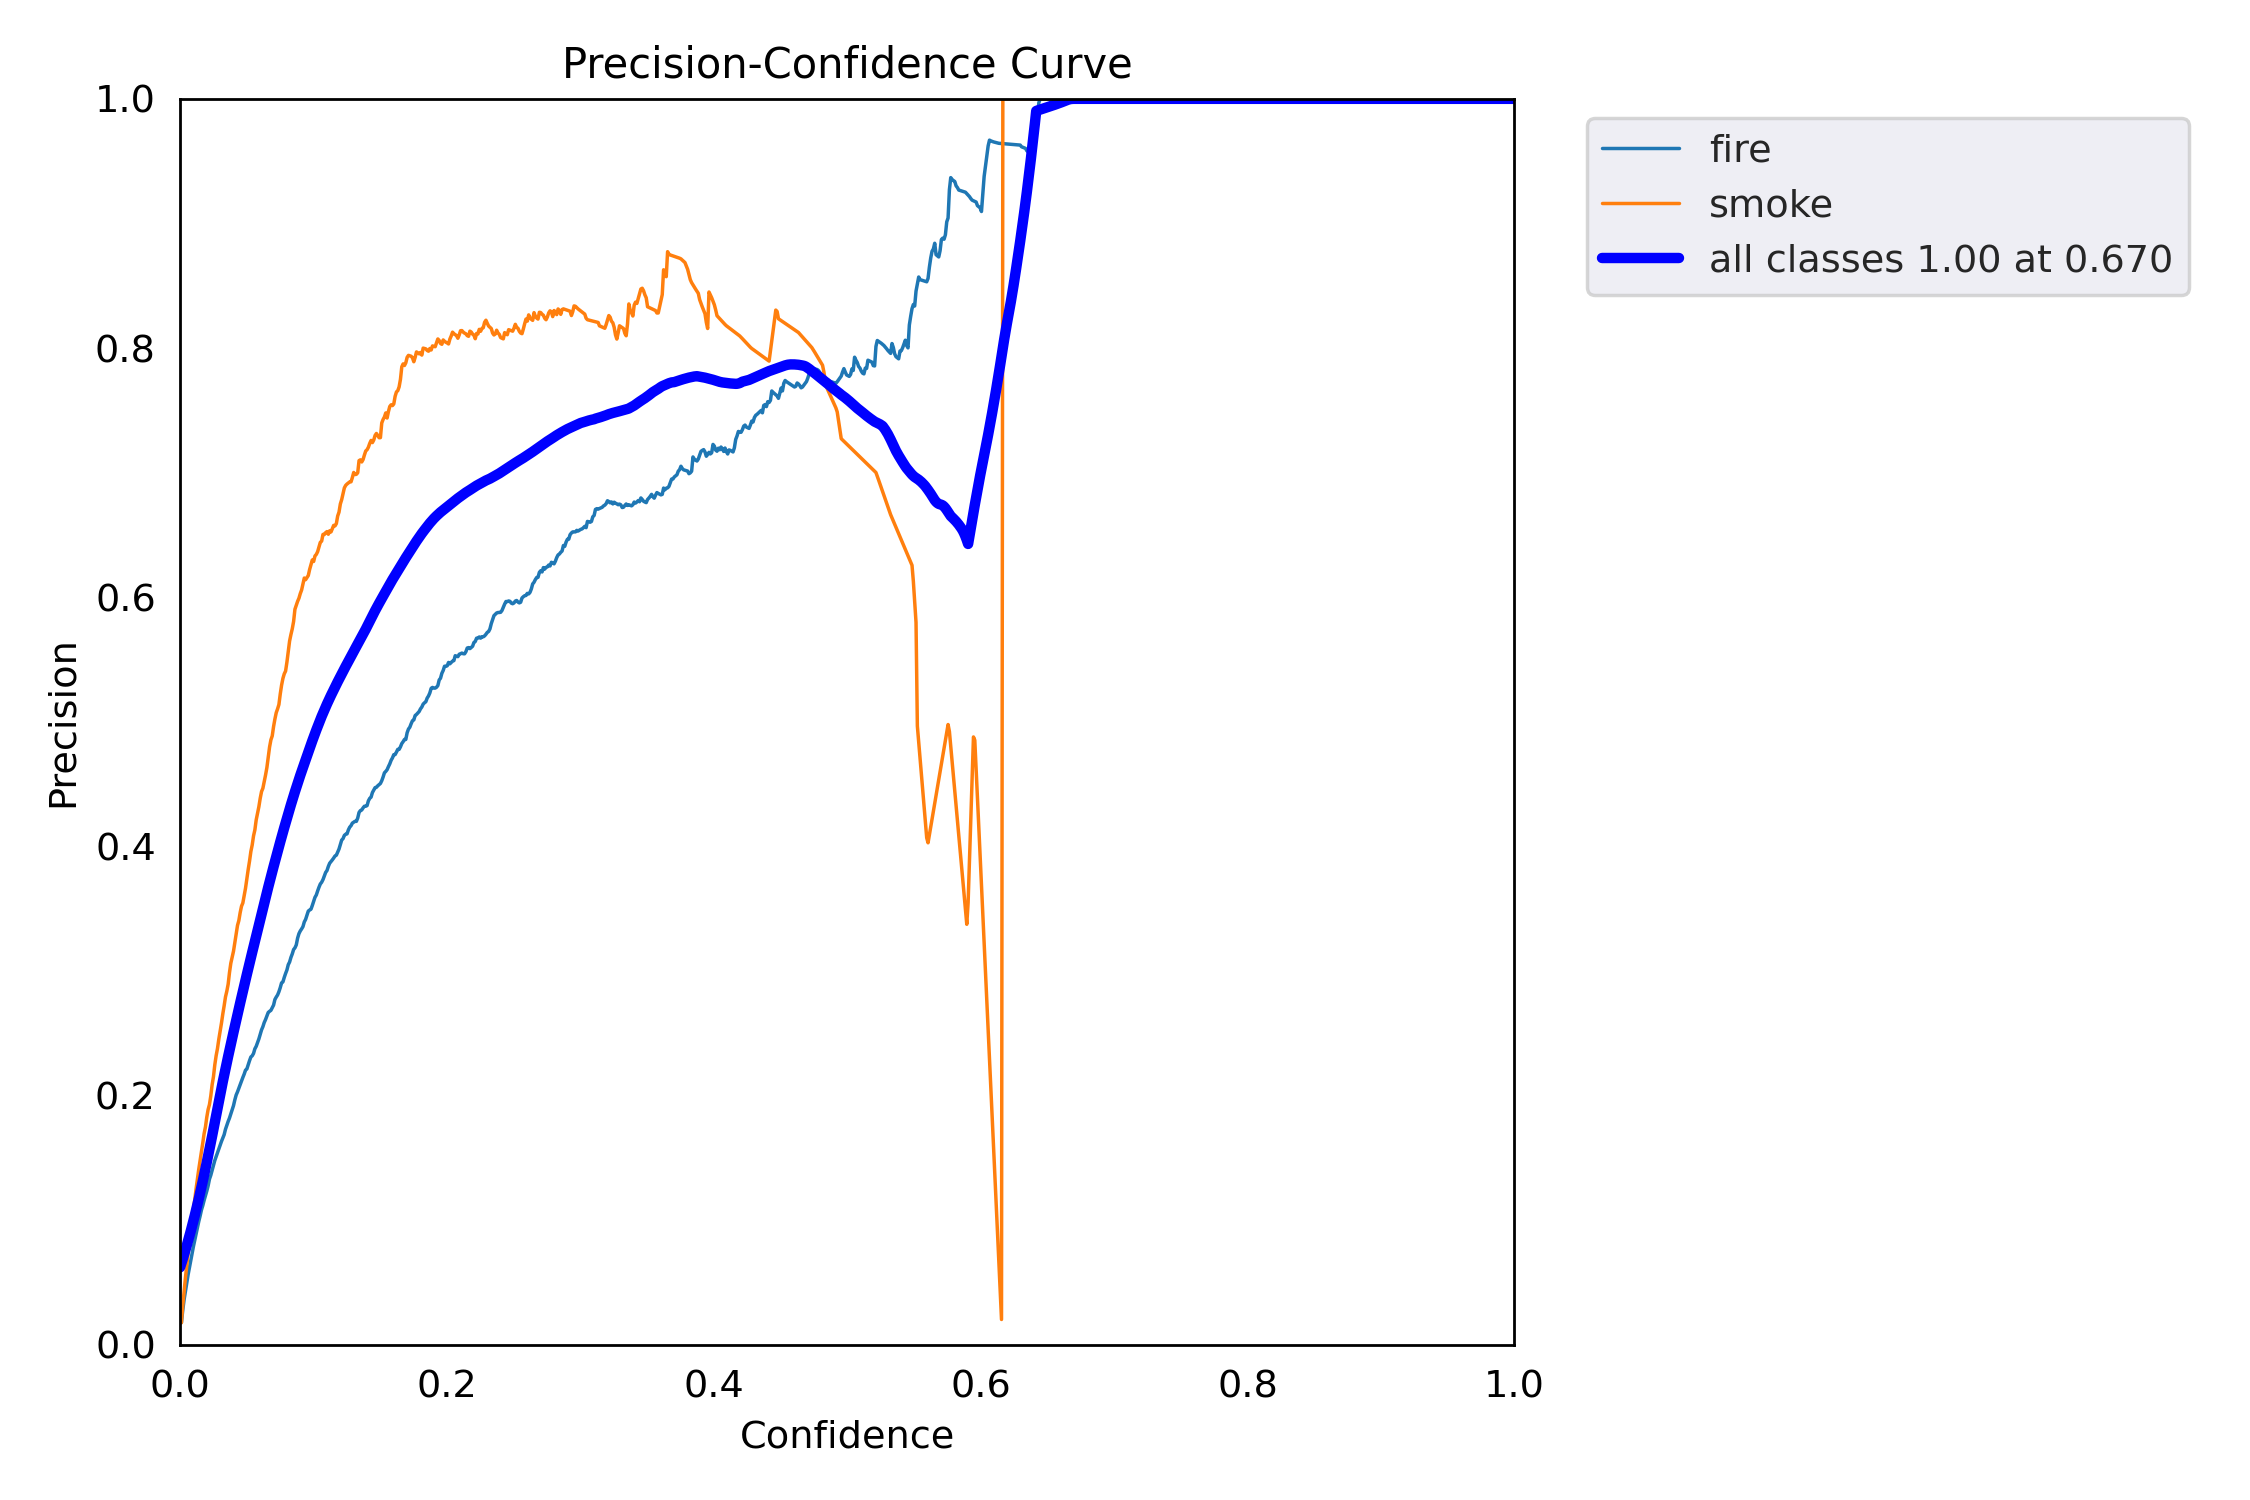 Precision-Confidence Curve
1.0
0.8
0.6
0.4
0.2
0.0
Precision
0.0 0.2 0.4 0.6 0.8 1.0
Confidence
fire
smoke
all classes 1.00 at 0.670